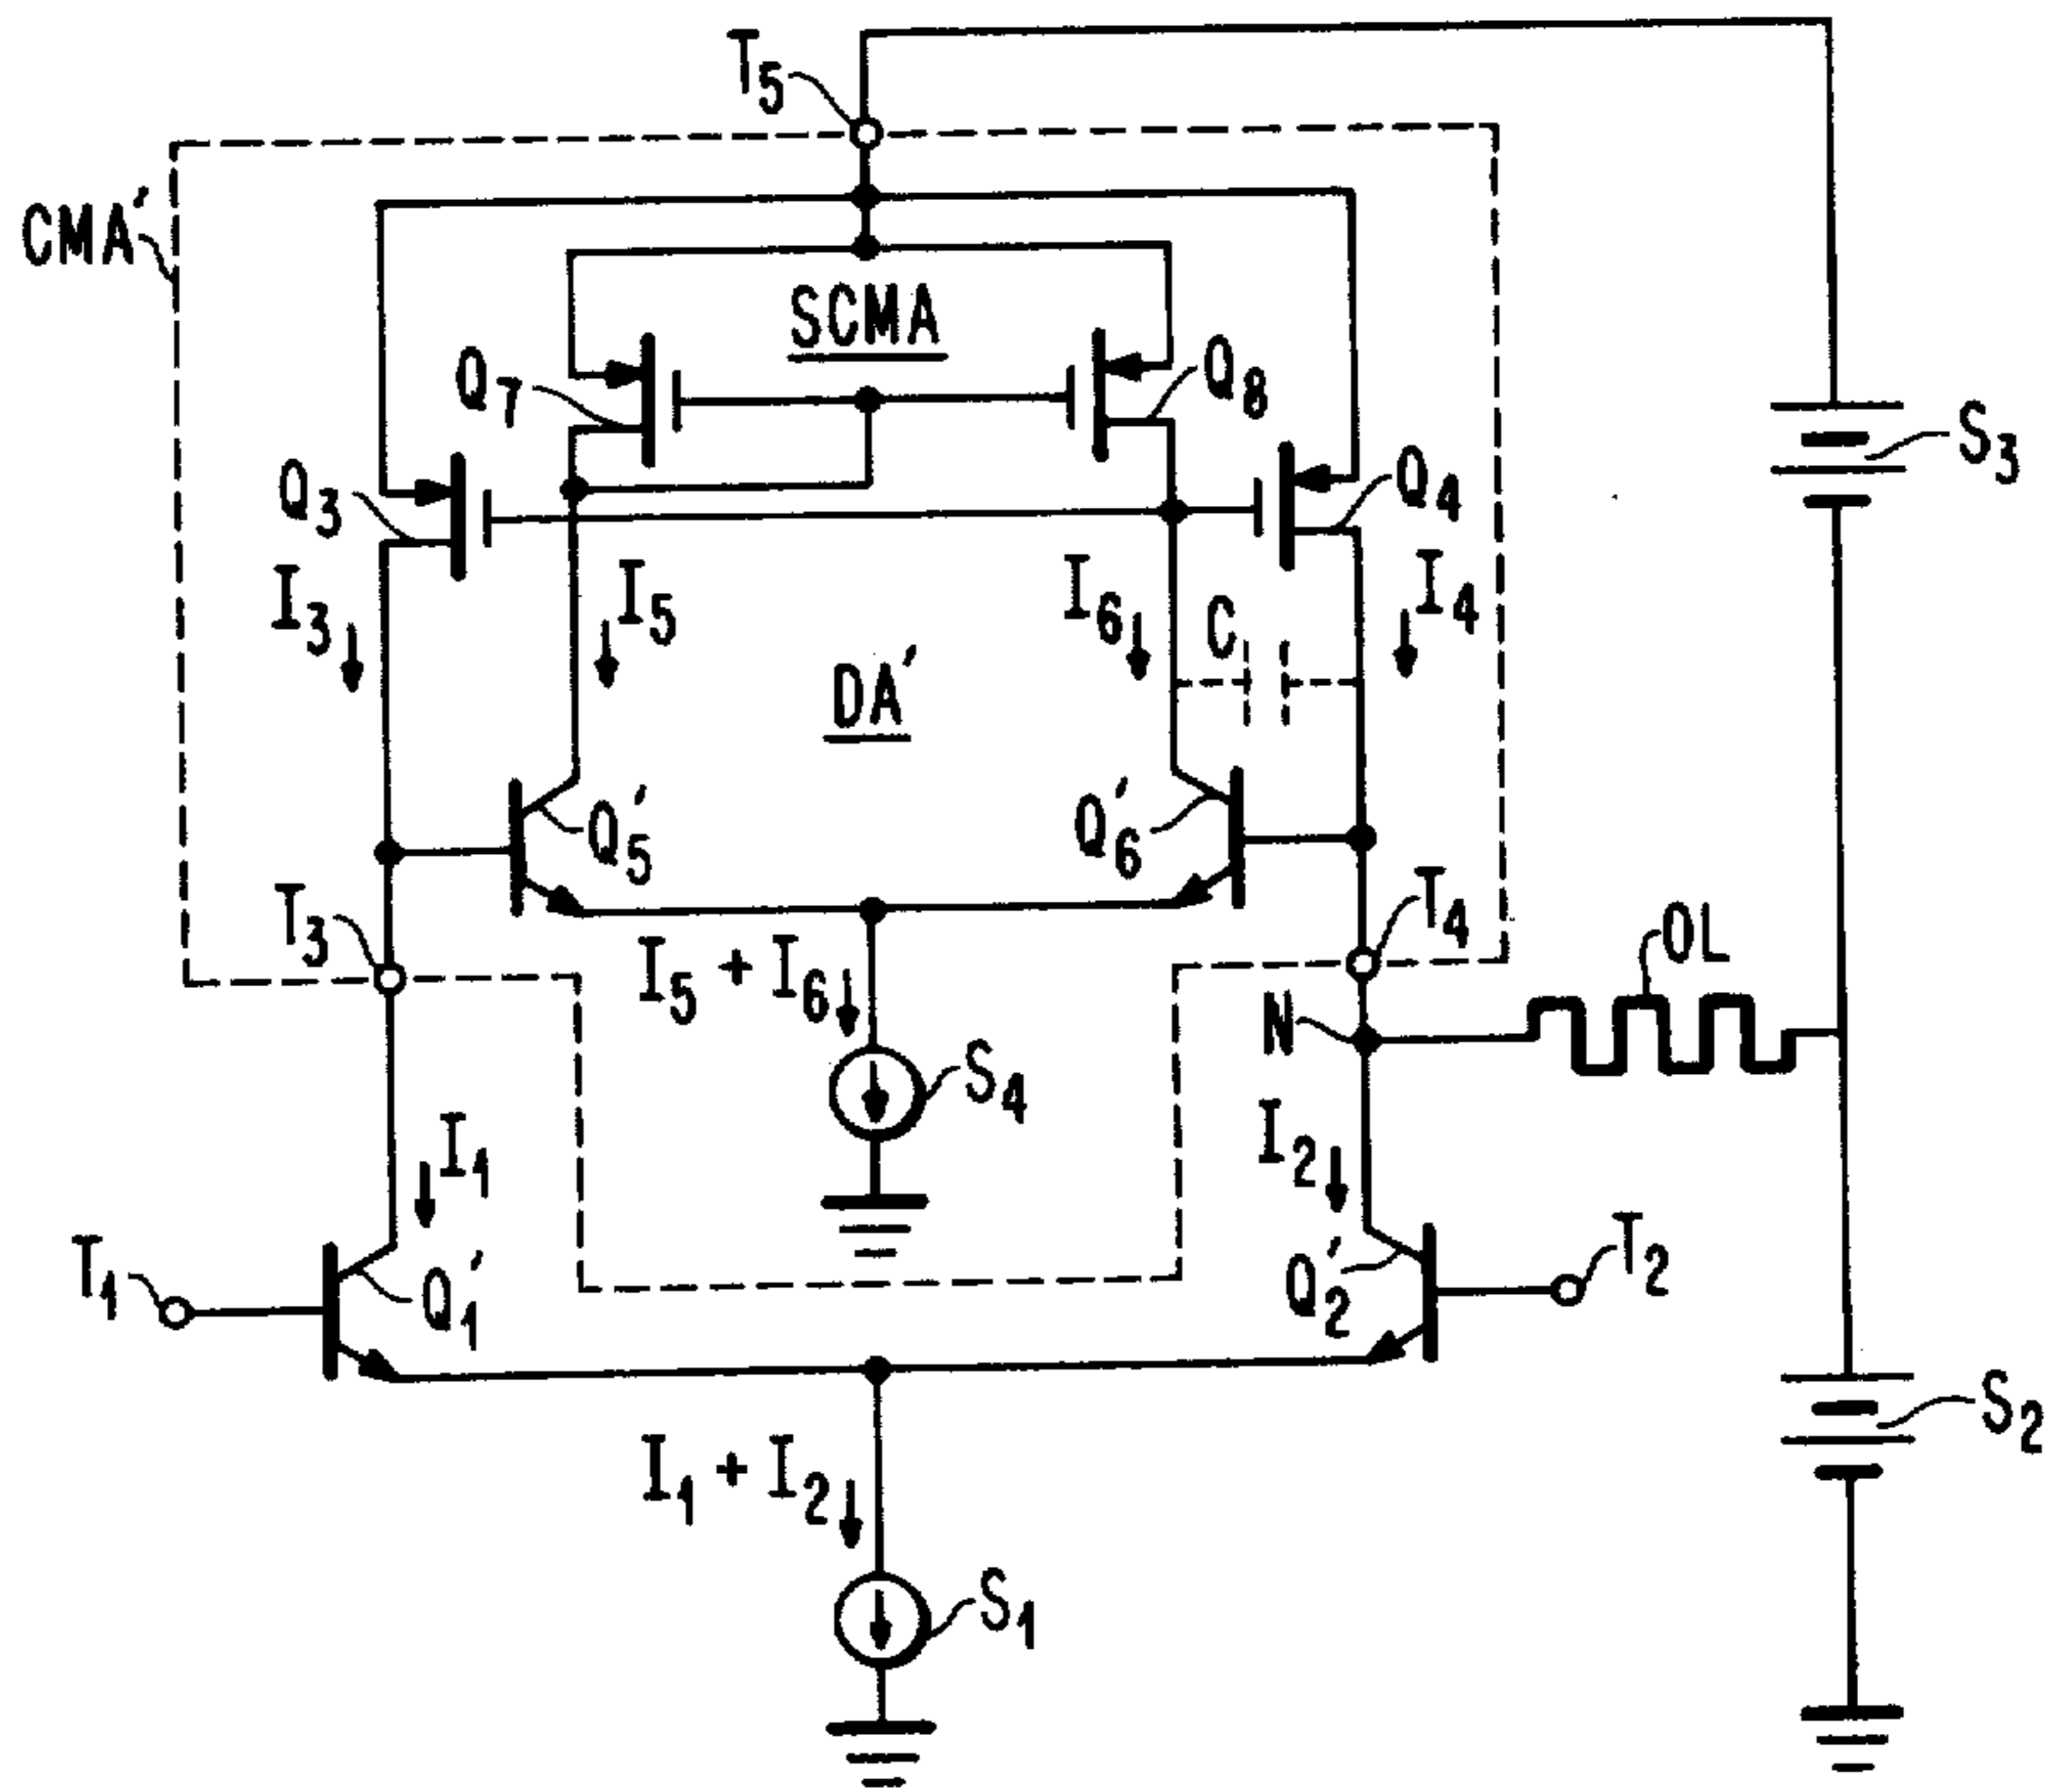 T5
CMA'
SCMA
Q7
Q8
S3
Q3
Q4
I3
I5
I6
C
I4
DA'
Q5'
Q6'
T3
T4
OL
I5 + I6
N
S4
I1
I2
T1
Q1'
Q2'
T2
S2
I1 + I2
S1